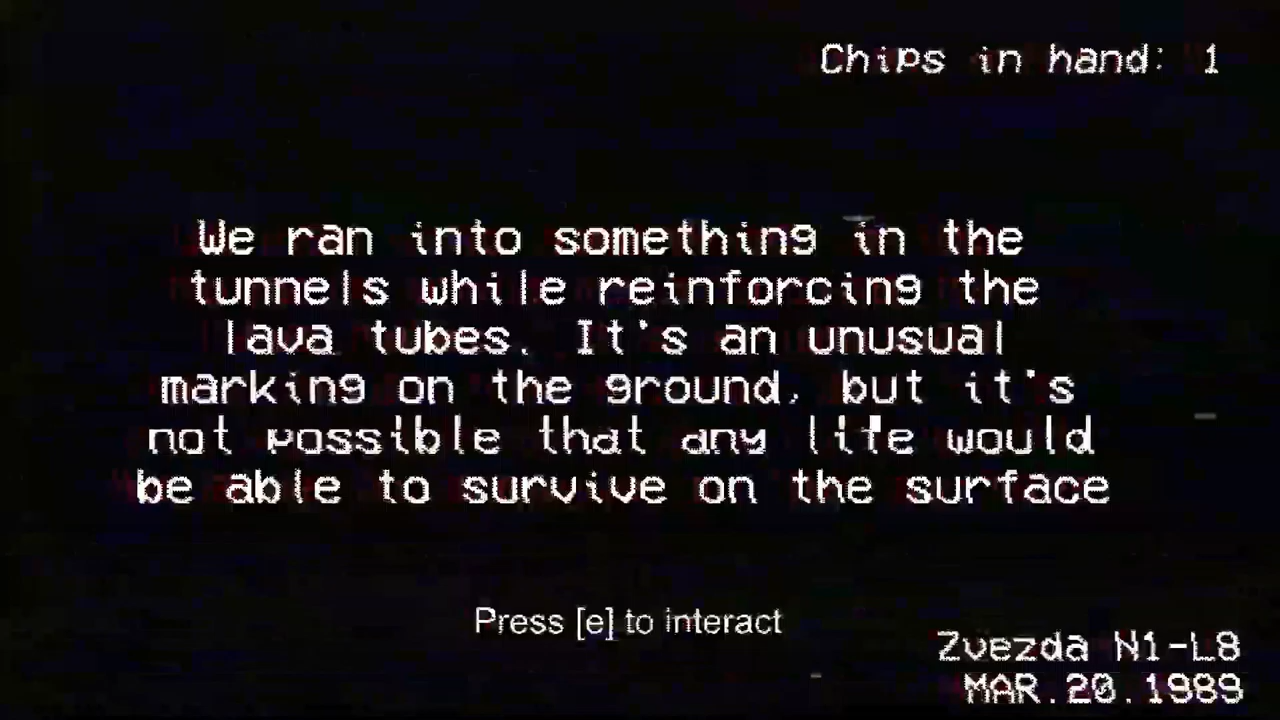 Chips in hand: 1
We ran into something in the
tunnels while reinforcing the
lava tubes. It's an unusual
marking on the ground, but it's
not possible that any life would
be able to survive on the surface
Press [e] to interact
Zvezda N1-L8
MAR.20.1989